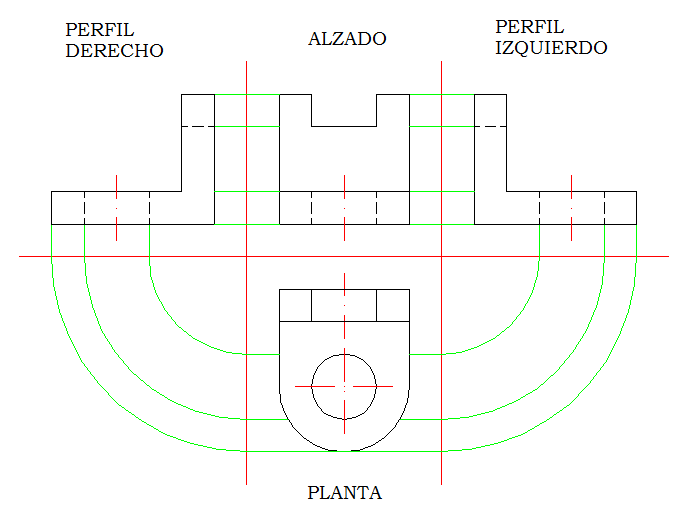 PERFIL
DERECHO
ALZADO
PERFIL
IZQUIERDO
PLANTA